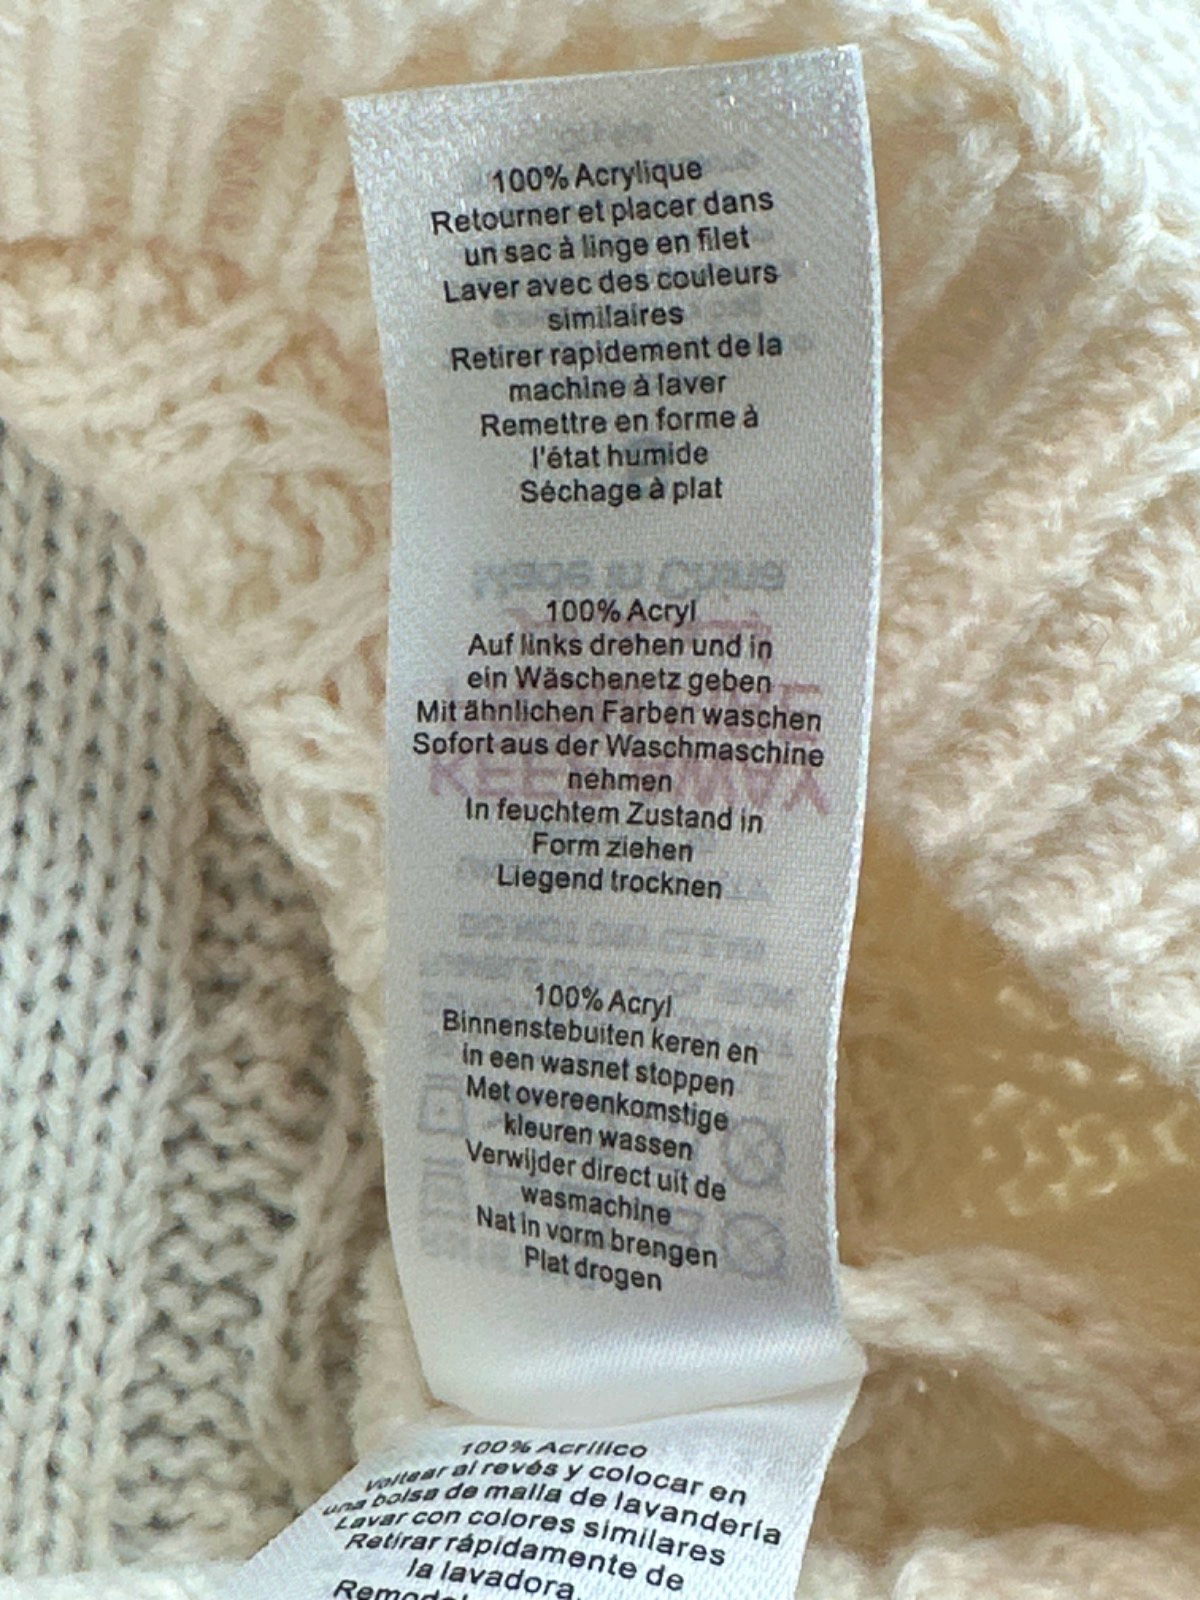 100% Acrylique
Retourner et placer dans
un sac à linge en filet
Laver avec des couleurs
similaires
Retirer rapidement de la
machine à laver
Remettre en forme à
l'état humide
Séchage à plat
Made in China
100% Acryl
Auf links drehen und in
ein Wäschenetz geben
Mit ähnlichen Farben waschen
Sofort aus der Waschmaschine
nehmen
In feuchtem Zustand in
Form ziehen
Liegend trocknen
100% Acryl
Binnenstebuiten keren en
in een wasnet stoppen
Met overeenkomstige
kleuren wassen
Verwijder direct uit de
wasmachine
Nat in vorm brengen
Plat drogen
100% Acrílico
Voltear al revés y colocar en
una bolsa de malla de lavandería
Lavar con colores similares
Retirar rápidamente de
la lavadora